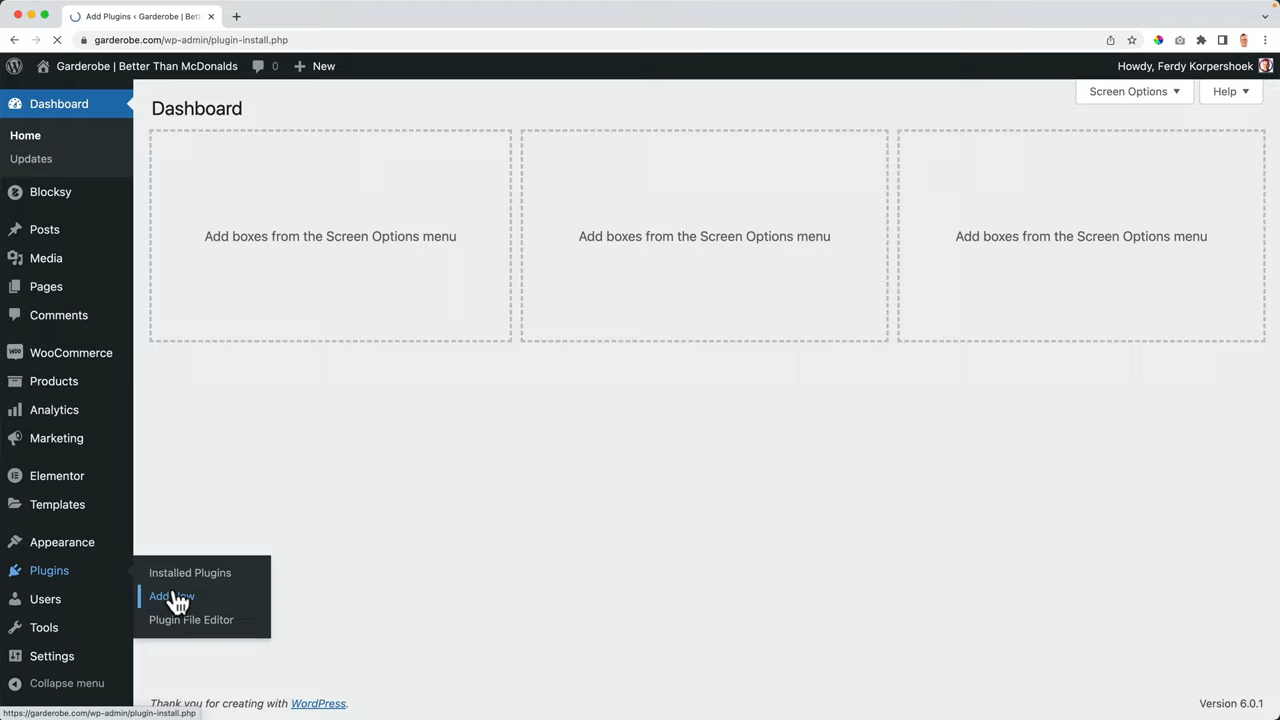 Add Plugins ‹ Garderobe | Bett
garderobe.com/wp-admin/plugin-install.php
Garderobe | Better Than McDonalds
0
New
Howdy, Ferdy Korpershoek
Dashboard
Home
Updates
Blocksy
Posts
Media
Pages
Comments
WooCommerce
Products
Analytics
Marketing
Elementor
Templates
Appearance
Plugins
Users
Tools
Settings
Collapse menu
Dashboard
Screen Options
Help
Add boxes from the Screen Options menu
Add boxes from the Screen Options menu
Add boxes from the Screen Options menu
Installed Plugins
Add New
Plugin File Editor
Thank you for creating with WordPress.
Version 6.0.1
https://garderobe.com/wp-admin/plugin-install.php